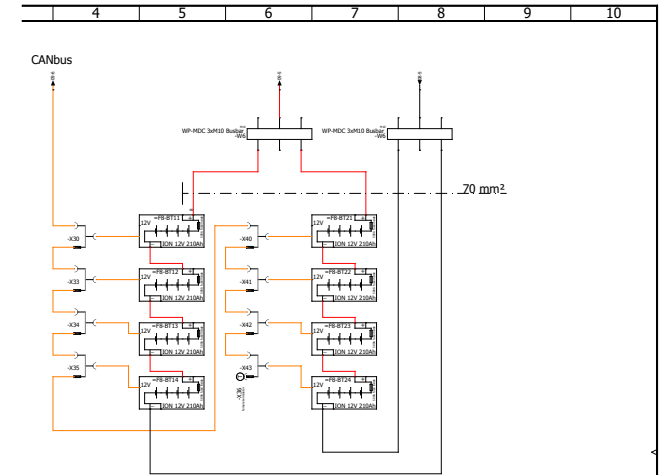 4 5 6 7 8 9 10
CANbus
WP-MDC 3xM10 Busbar
-W6
WP-MDC 3xM10 Busbar
-W6
70 mm²
=F8-BT11
12V
ION 12V 210Ah
-X30
=F8-BT21
12V
ION 12V 210Ah
-X40
=F8-BT12
12V
ION 12V 210Ah
-X33
=F8-BT22
12V
ION 12V 210Ah
-X41
=F8-BT13
12V
ION 12V 210Ah
-X34
=F8-BT23
12V
ION 12V 210Ah
-X42
=F8-BT14
12V
ION 12V 210Ah
-X35
=F8-BT24
12V
ION 12V 210Ah
-X43
-X36